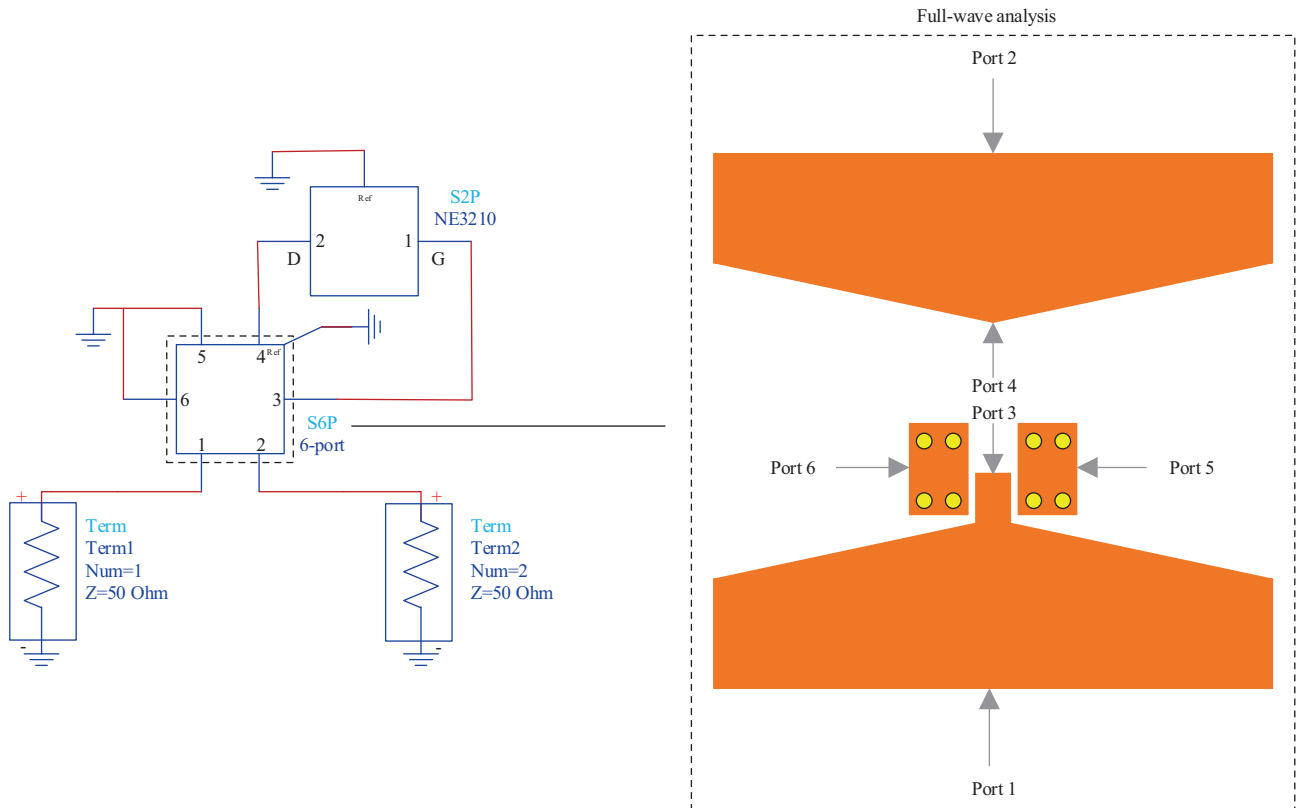 Full-wave analysis
Port 2
Ref
S2P
NE3210
2
1
D
G
5
4
Ref
6
3
S6P
6-port
1
2
+
Term
Term1
Num=1
Z=50 Ohm
-
+
Term
Term2
Num=2
Z=50 Ohm
-
Port 4
Port 3
Port 6
Port 5
Port 1